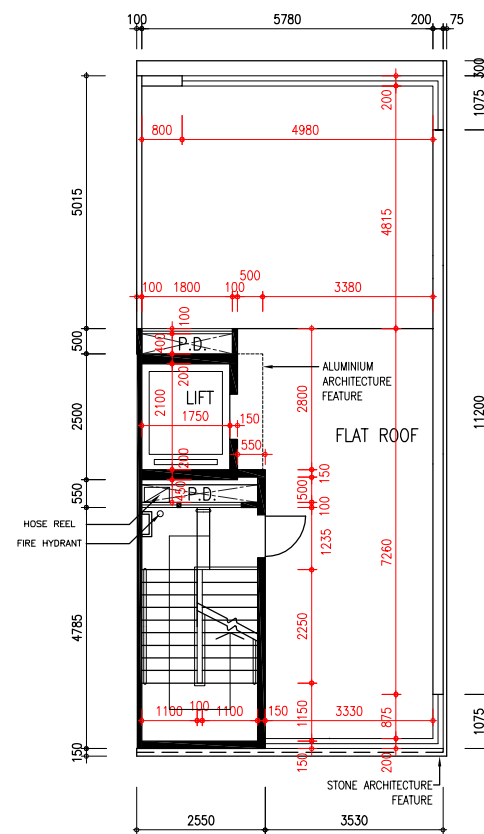 100 5780 200 75
300
200
1075
800 4980
5015
4815
500
100 1800 100 3380
100
500
400
P.D.
200
ALUMINIUM
ARCHITECTURE
FEATURE
2800
2100
LIFT
1750
150
2500
11200
FLAT ROOF
550
200
150
550
450
P.D.
500
100
HOSE REEL
FIRE HYDRANT
1235
7260
4785
2250
1100 100 1100 150 3330
1150
875
1075
150
150
200
STONE ARCHITECTURE
FEATURE
2550 3530